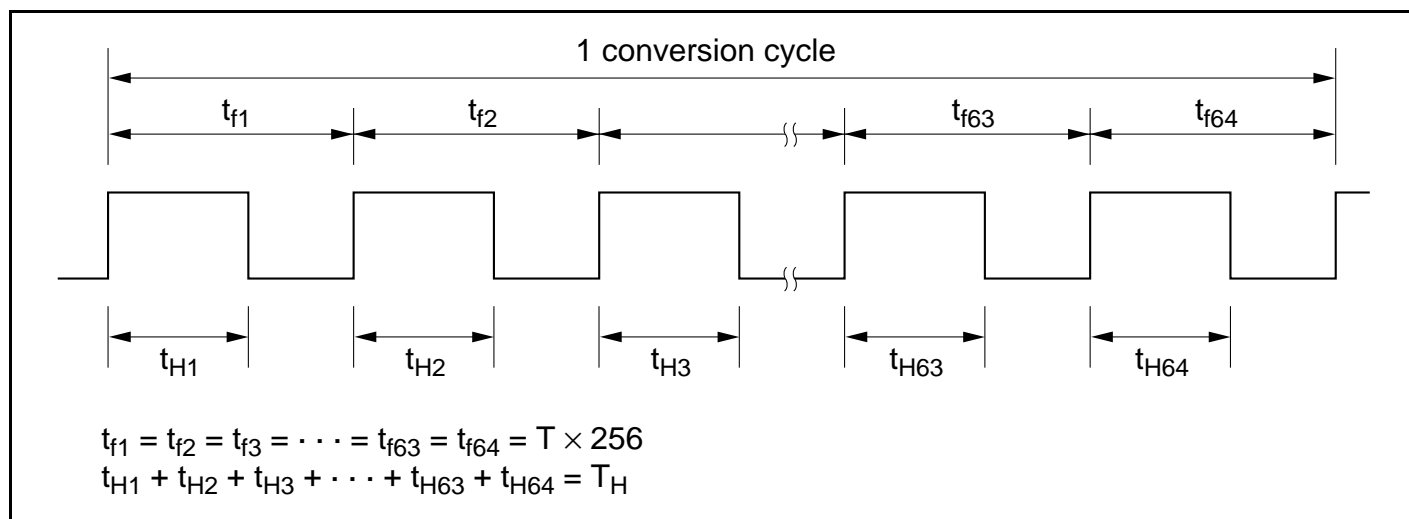 1 conversion cycle
tf1 tf2 tf63 tf64
tH1 tH2 tH3 tH63 tH64
tf1 = tf2 = tf3 = · · · = tf63 = tf64 = T × 256
tH1 + tH2 + tH3 + · · · + tH63 + tH64 = TH